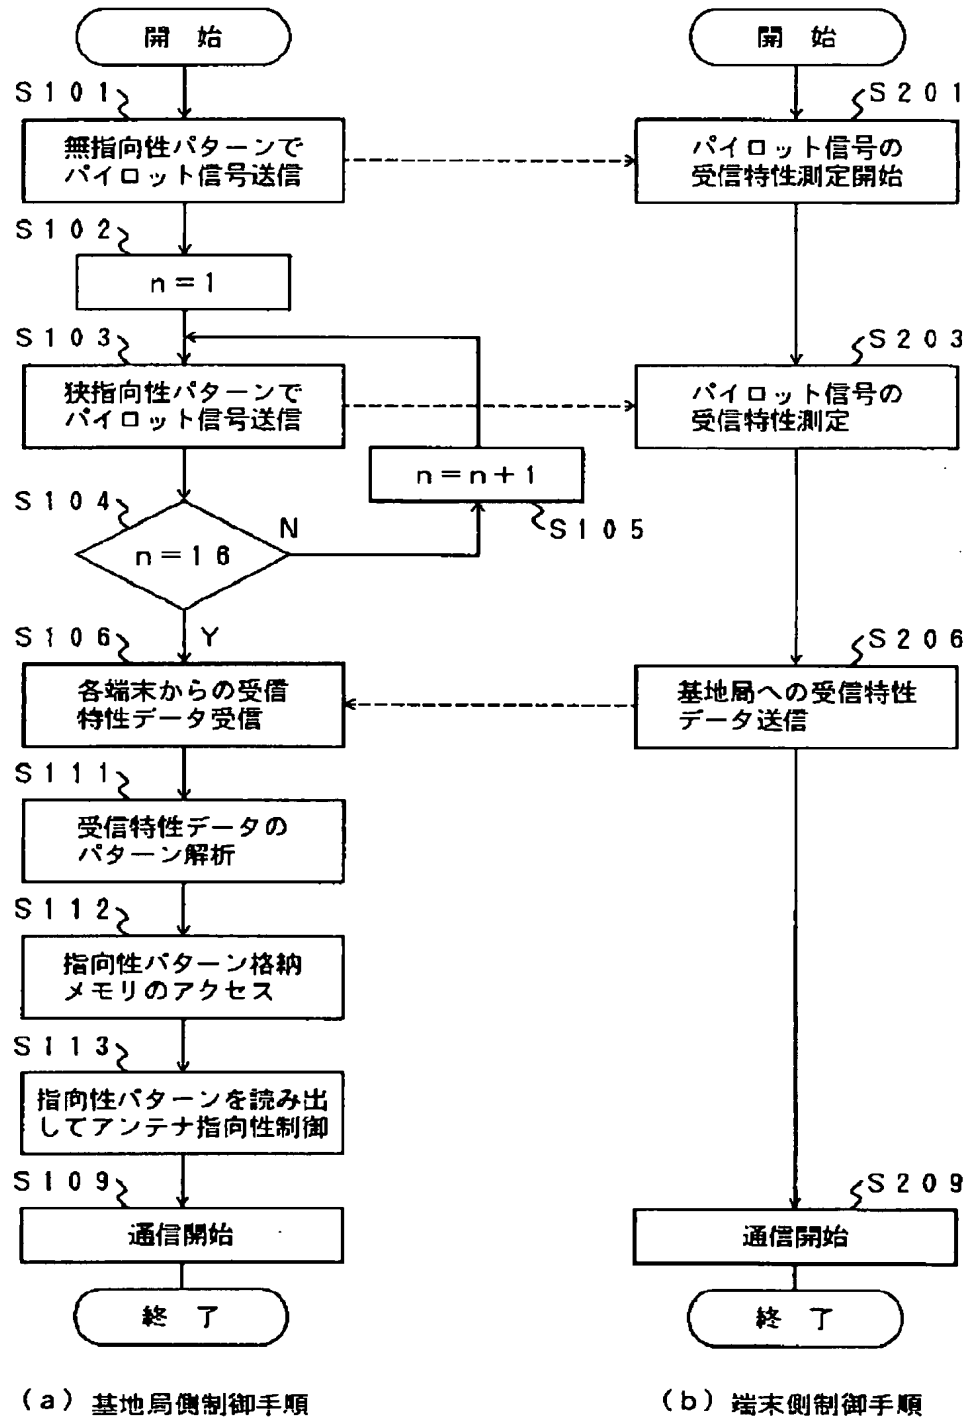 開 始
S101
無指向性パターンで
パイロット信号送信
S102
n=1
S103
狭指向性パターンで
パイロット信号送信
n=n+1
S105
S104
n=16
N
Y
S106
各端末からの受信
特性データ受信
S111
受信特性データの
パターン解析
S112
指向性パターン格納
メモリのアクセス
S113
指向性パターンを読み出
してアンテナ指向性制御
S109
通信開始
終 了
(a) 基地局側制御手順
開 始
S201
パイロット信号の
受信特性測定開始
S203
パイロット信号の
受信特性測定
S206
基地局への受信特性
データ送信
S209
通信開始
終 了
(b) 端末側制御手順